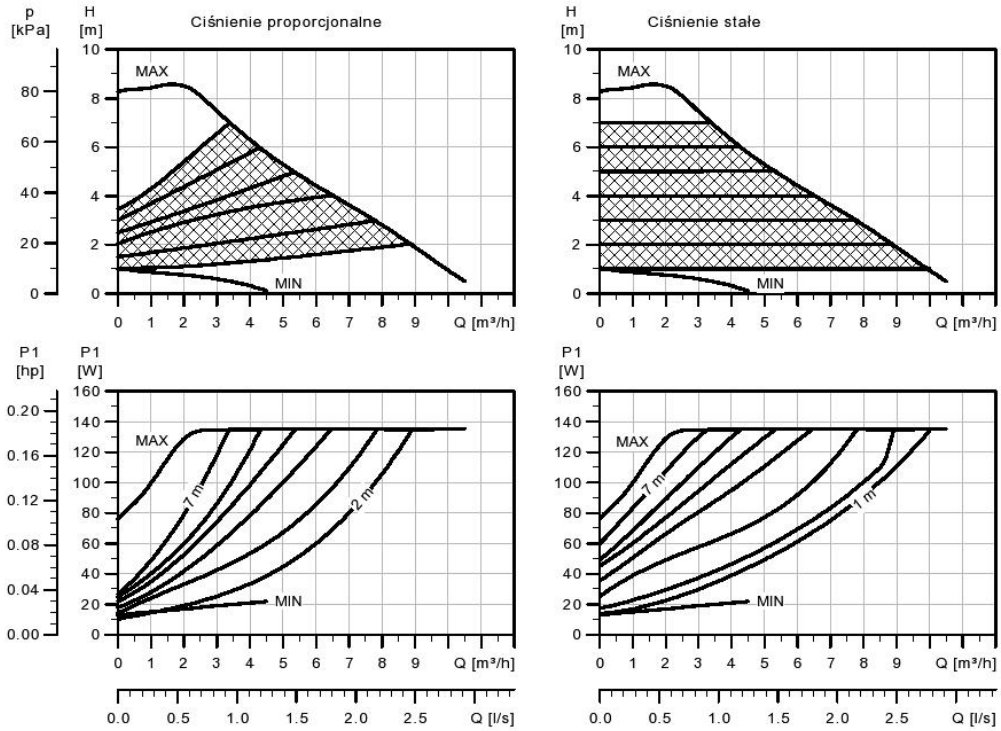 p H Ciśnienie proporcjonalne
[kPa] [m]
10
MAX
80 8
60 6
40 4
20 2
MIN
0 0
0 1 2 3 4 5 6 7 8 9 Q [m³/h]
H Ciśnienie stałe
[m]
10
MAX
8
6
4
2
MIN
0
0 1 2 3 4 5 6 7 8 9 Q [m³/h]
P1 P1
[hp] [W]
160
0.20
140
MAX
0.16 120
100
7 m
2 m
0.12
80
0.08 60
40
0.04
20
MIN
0.00 0
0 1 2 3 4 5 6 7 8 9 Q [m³/h]
0.0 0.5 1.0 1.5 2.0 2.5 Q [l/s]
P1
[W]
160
140
MAX
120
100
7 m
1 m
80
60
40
20
MIN
0
0 1 2 3 4 5 6 7 8 9 Q [m³/h]
0.0 0.5 1.0 1.5 2.0 2.5 Q [l/s]